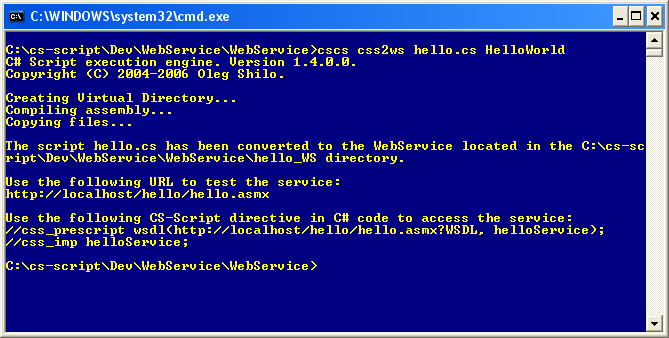 C:\WINDOWS\system32\cmd.exe
C:\cs-script\Dev\WebService\WebService>cscs css2ws hello.cs HelloWorld
C# Script execution engine. Version 1.4.0.0.
Copyright (C) 2004-2006 Oleg Shilo.
Creating Virtual Directory...
Compiling assembly...
Copying files...
The script hello.cs has been converted to the WebService located in the C:\cs-sc
ript\Dev\WebService\WebService\hello_WS directory.
Use the following URL to test the service:
http://localhost/hello/hello.asmx
Use the following CS-Script directive in C# code to access the service:
//css_prescript wsdl(http://localhost/hello/hello.asmx?WSDL, helloService);
//css_imp helloService;
C:\cs-script\Dev\WebService\WebService>